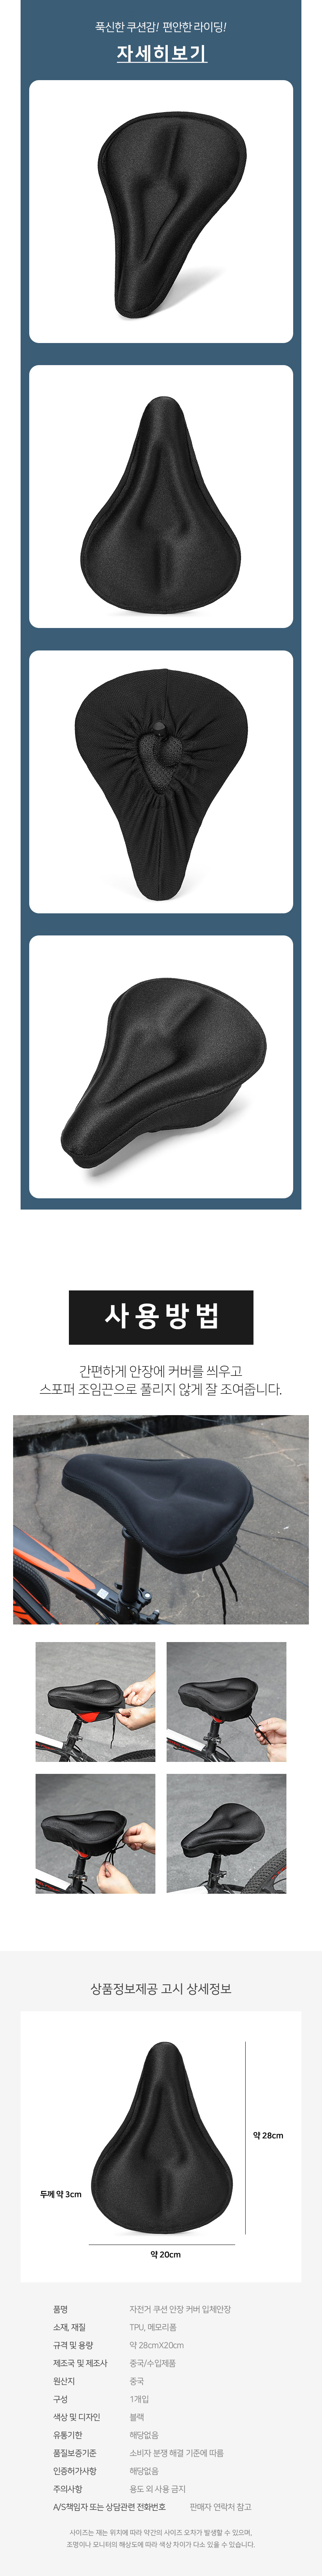 푹신한 쿠션감! 편안한 라이딩!
자세히보기
사용방법
간편하게 안장에 커버를 씌우고
스포퍼 조임끈으로 풀리지 않게 잘 조여줍니다.
상품정보제공 고시 상세정보
약 28cm
두께 약 3cm
약 20cm
품명 자전거 쿠션 안장 커버 입체안장
소재, 재질 TPU, 메모리폼
규격 및 용량 약 28cmX20cm
제조국 및 제조사 중국/수입제품
원산지 중국
구성 1개입
색상 및 디자인 블랙
유통기한 해당없음
품질보증기준 소비자 분쟁 해결 기준에 따름
인증허가사항 해당없음
주의사항 용도 외 사용 금지
A/S책임자 또는 상담관련 전화번호 판매자 연락처 참고
사이즈는 재는 위치에 따라 약간의 사이즈 오차가 발생할 수 있으며,
조명이나 모니터의 해상도에 따라 색상 차이가 다소 있을 수 있습니다.